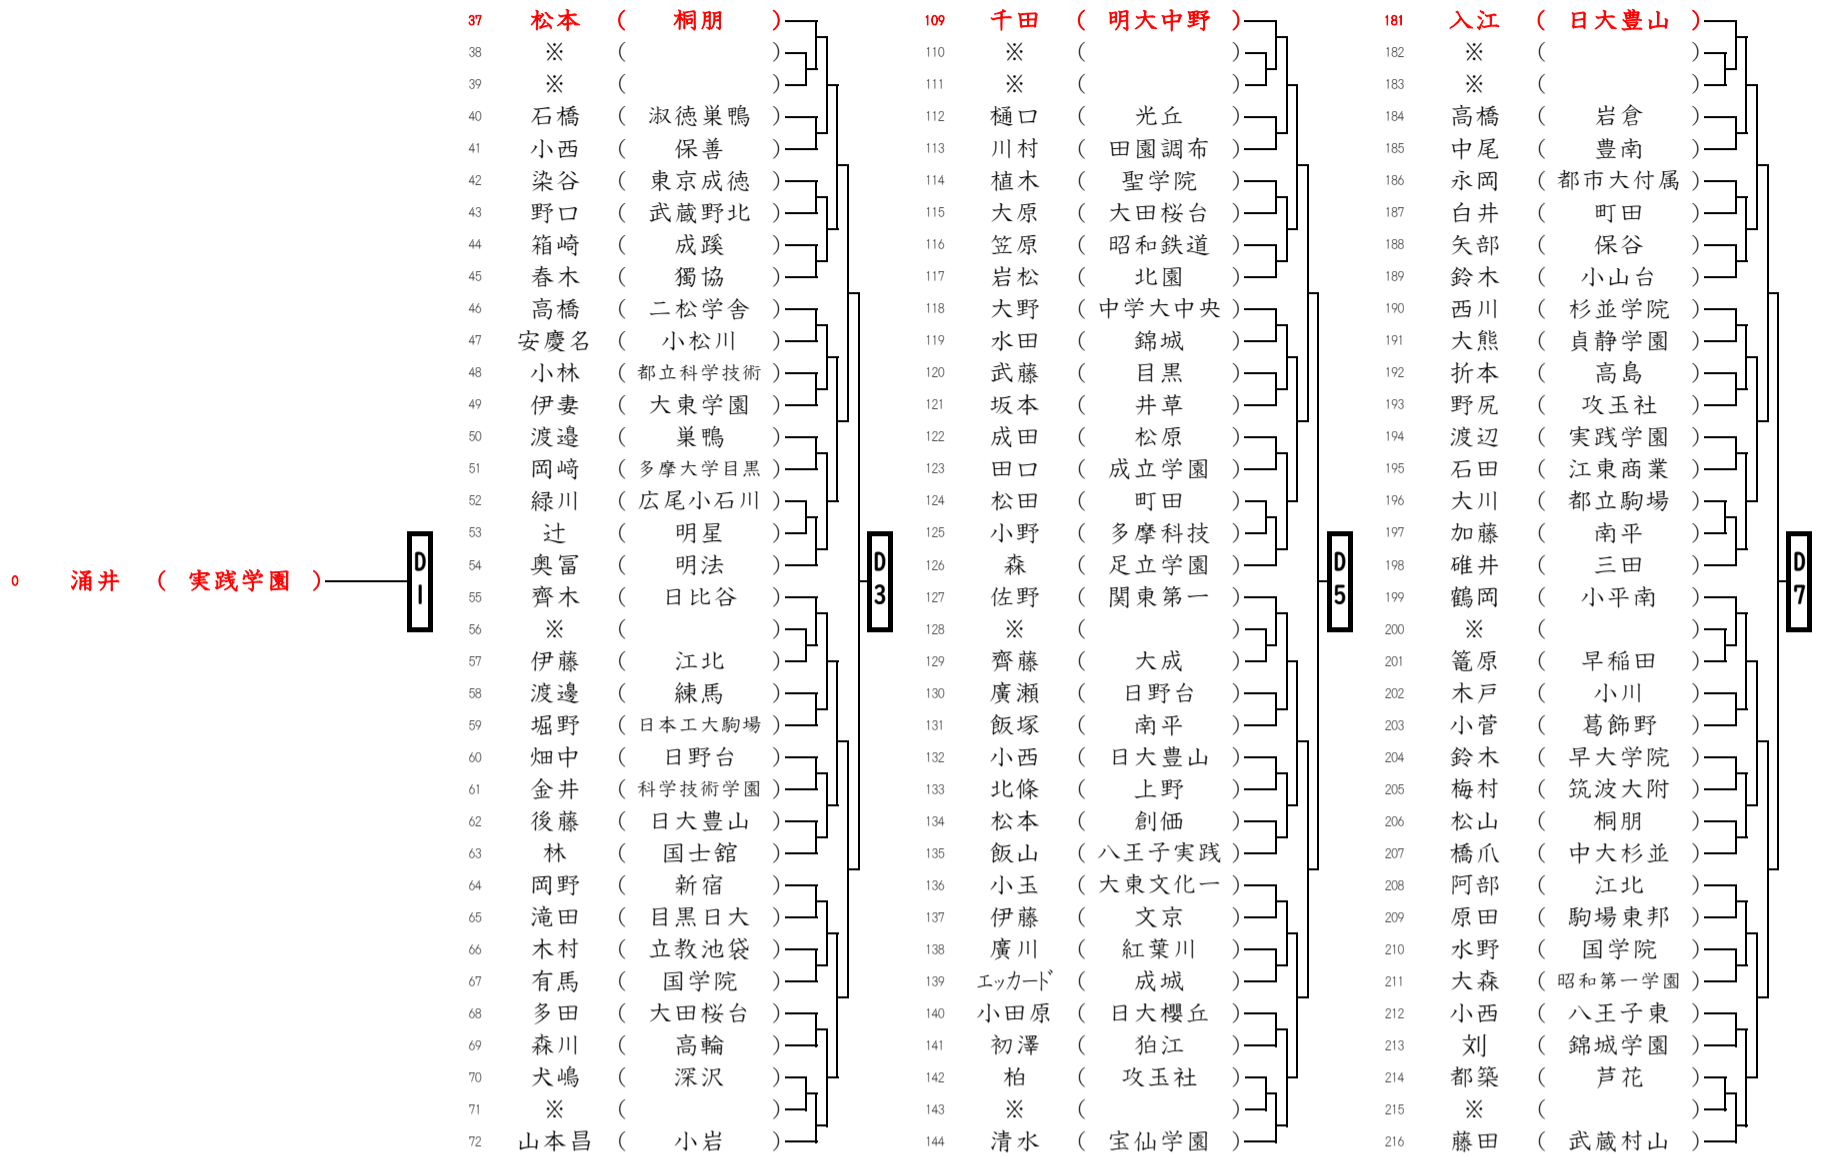 0 涌井 ( 実践学園 )
D1
37 松本 ( 桐朋 )
38 ※ ( )
39 ※ ( )
40 石橋 ( 淑徳巣鴨 )
41 小西 ( 保善 )
42 染谷 ( 東京成徳 )
43 野口 ( 武蔵野北 )
44 箱崎 ( 成蹊 )
45 春木 ( 獨協 )
46 高橋 ( 二松学舎 )
47 安慶名 ( 小松川 )
48 小林 ( 都立科学技術 )
49 伊妻 ( 大東学園 )
50 渡邉 ( 巣鴨 )
51 岡﨑 ( 多摩大学目黒 )
52 緑川 ( 広尾小石川 )
53 辻 ( 明星 )
54 奥冨 ( 明法 )
55 齊木 ( 日比谷 )
56 ※ ( )
57 伊藤 ( 江北 )
58 渡邊 ( 練馬 )
59 堀野 ( 日本工大駒場 )
60 畑中 ( 日野台 )
61 金井 ( 科学技術学園 )
62 後藤 ( 日大豊山 )
63 林 ( 国士舘 )
64 岡野 ( 新宿 )
65 滝田 ( 目黒日大 )
66 木村 ( 立教池袋 )
67 有馬 ( 国学院 )
68 多田 ( 大田桜台 )
69 森川 ( 高輪 )
70 犬嶋 ( 深沢 )
71 ※ ( )
72 山本昌 ( 小岩 )
D3
109 千田 ( 明大中野 )
110 ※ ( )
111 ※ ( )
112 樋口 ( 光丘 )
113 川村 ( 田園調布 )
114 植木 ( 聖学院 )
115 大原 ( 大田桜台 )
116 笠原 ( 昭和鉄道 )
117 岩松 ( 北園 )
118 大野 ( 中学大中央 )
119 水田 ( 錦城 )
120 武藤 ( 目黒 )
121 坂本 ( 井草 )
122 成田 ( 松原 )
123 田口 ( 成立学園 )
124 松田 ( 町田 )
125 小野 ( 多摩科技 )
126 森 ( 足立学園 )
127 佐野 ( 関東第一 )
128 ※ ( )
129 齊藤 ( 大成 )
130 廣瀬 ( 日野台 )
131 飯塚 ( 南平 )
132 小西 ( 日大豊山 )
133 北條 ( 上野 )
134 松本 ( 創価 )
135 飯山 ( 八王子実践 )
136 小玉 ( 大東文化一 )
137 伊藤 ( 文京 )
138 廣川 ( 紅葉川 )
139 エッカード ( 成城 )
140 小田原 ( 日大櫻丘 )
141 初澤 ( 狛江 )
142 柏 ( 攻玉社 )
143 ※ ( )
144 清水 ( 宝仙学園 )
D5
181 入江 ( 日大豊山 )
182 ※ ( )
183 ※ ( )
184 高橋 ( 岩倉 )
185 中尾 ( 豊南 )
186 永岡 ( 都市大付属 )
187 白井 ( 町田 )
188 矢部 ( 保谷 )
189 鈴木 ( 小山台 )
190 西川 ( 杉並学院 )
191 大熊 ( 貞静学園 )
192 折本 ( 高島 )
193 野尻 ( 攻玉社 )
194 渡辺 ( 実践学園 )
195 石田 ( 江東商業 )
196 大川 ( 都立駒場 )
197 加藤 ( 南平 )
198 碓井 ( 三田 )
199 鶴岡 ( 小平南 )
200 ※ ( )
201 篭原 ( 早稲田 )
202 木戸 ( 小川 )
203 小菅 ( 葛飾野 )
204 鈴木 ( 早大学院 )
205 梅村 ( 筑波大附 )
206 松山 ( 桐朋 )
207 橋爪 ( 中大杉並 )
208 阿部 ( 江北 )
209 原田 ( 駒場東邦 )
210 水野 ( 国学院 )
211 大森 ( 昭和第一学園 )
212 小西 ( 八王子東 )
213 刘 ( 錦城学園 )
214 都築 ( 芦花 )
215 ※ ( )
216 藤田 ( 武蔵村山 )
D7